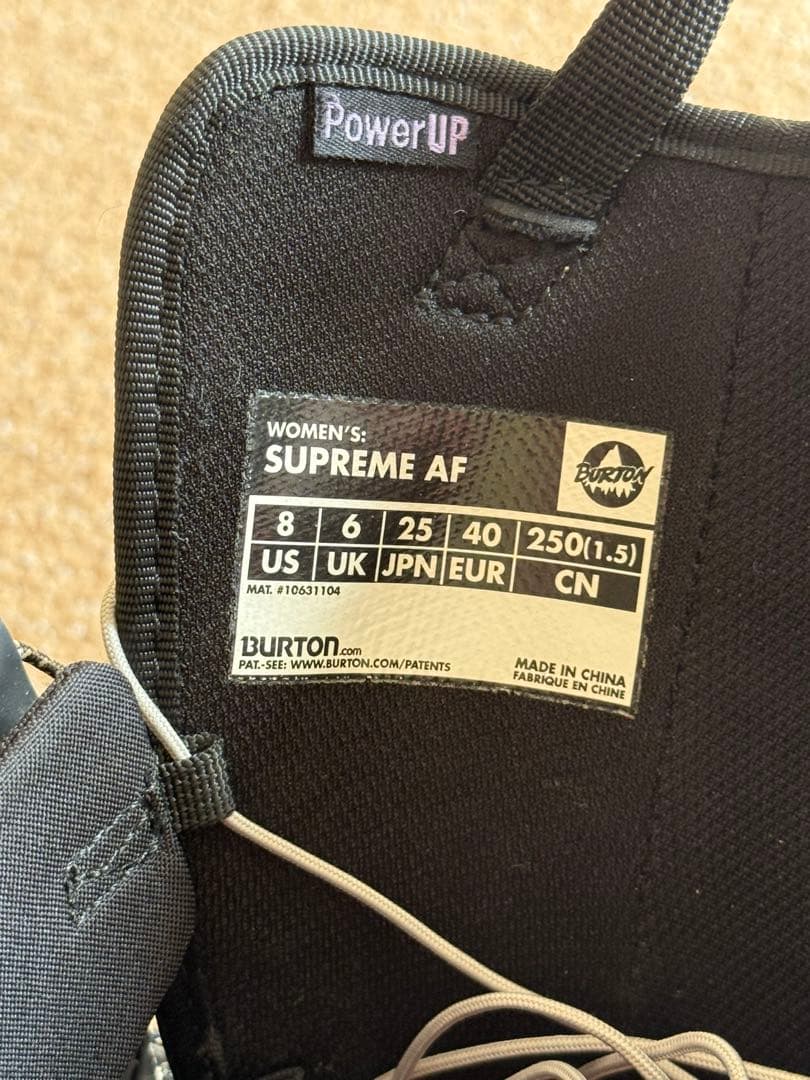 PowerUP
WOMEN'S:
SUPREME AF
BURTON
8 6 25 40 250(1.5)
US UK JPN EUR CN
MAT. #10631104
BURTON.com
PAT.-SEE: WWW.BURTON.COM/PATENTS
MADE IN CHINA
FABRIQUE EN CHINE